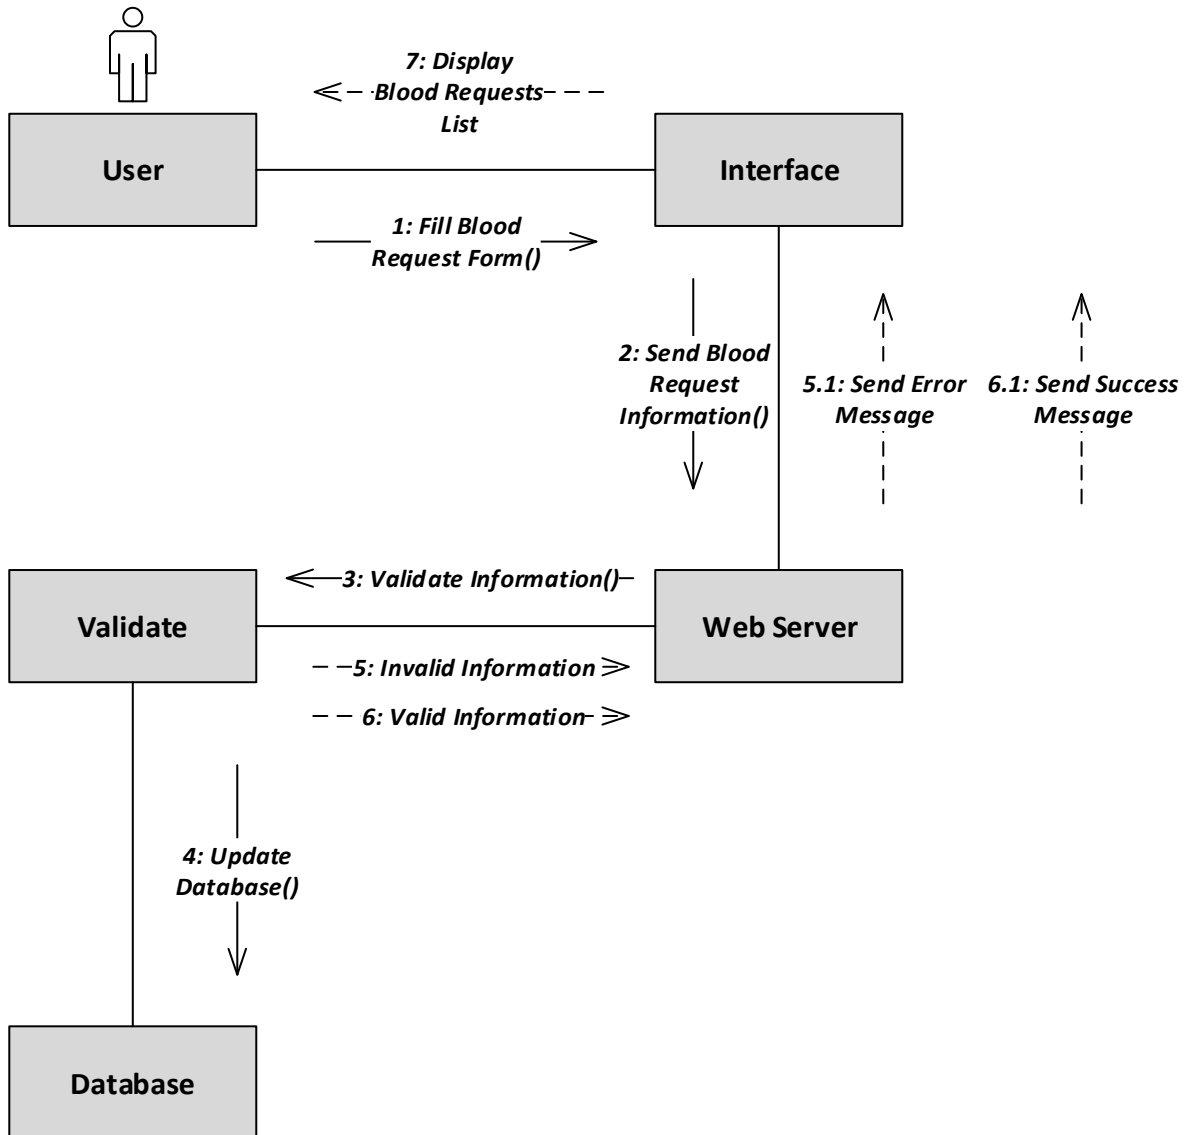 7: Display
Blood Requests
List
User
Interface
1: Fill Blood
Request Form()
2: Send Blood
Request
Information()
5.1: Send Error
Message
6.1: Send Success
Message
3: Validate Information()
Validate
Web Server
5: Invalid Information
6: Valid Information
4: Update
Database()
Database